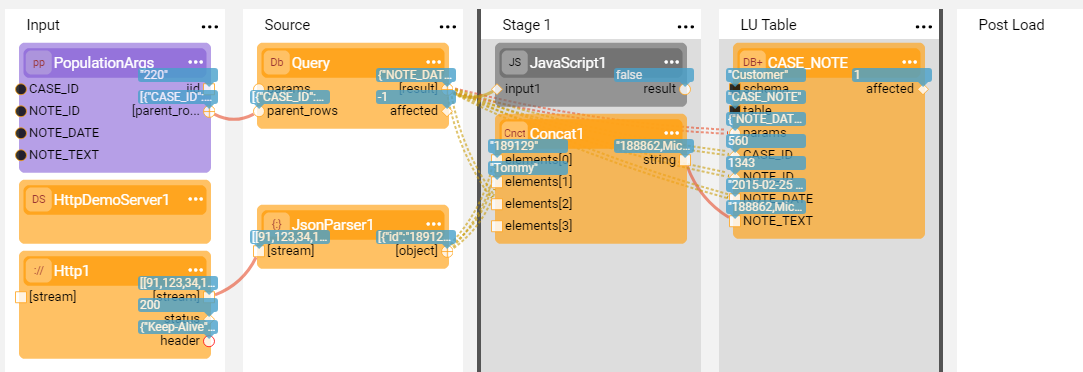 Input
Source
Stage 1
LU Table
Post Load
pp PopulationArgs
"220"
iid
CASE_ID
[{"CASE_ID":...
NOTE_ID
[parent_ro...
NOTE_DATE
NOTE_TEXT
DS HttpDemoServer1
:// Http1
[[91,123,34,1...
[stream]
[stream]
200
status
{"Keep-Alive"...
header
Db Query
{"NOTE_DAT...
params
[result]
[{"CASE_ID":...
-1
parent_rows
affected
{:} JsonParser1
[[91,123,34,1...
[{"id":"18912...
[stream]
[object]
JS JavaScript1
false
input1
result
Cnct Concat1
"189129"
"188862,Mic...
elements[0]
string
"Tommy"
elements[1]
elements[2]
elements[3]
DB+ CASE_NOTE
"Customer"
1
schema
affected
"CASE_NOTE"
table
{"NOTE_DAT...
params
560
CASE_ID
1343
NOTE_ID
"2015-02-25 ...
NOTE_DATE
"188862,Mic...
NOTE_TEXT